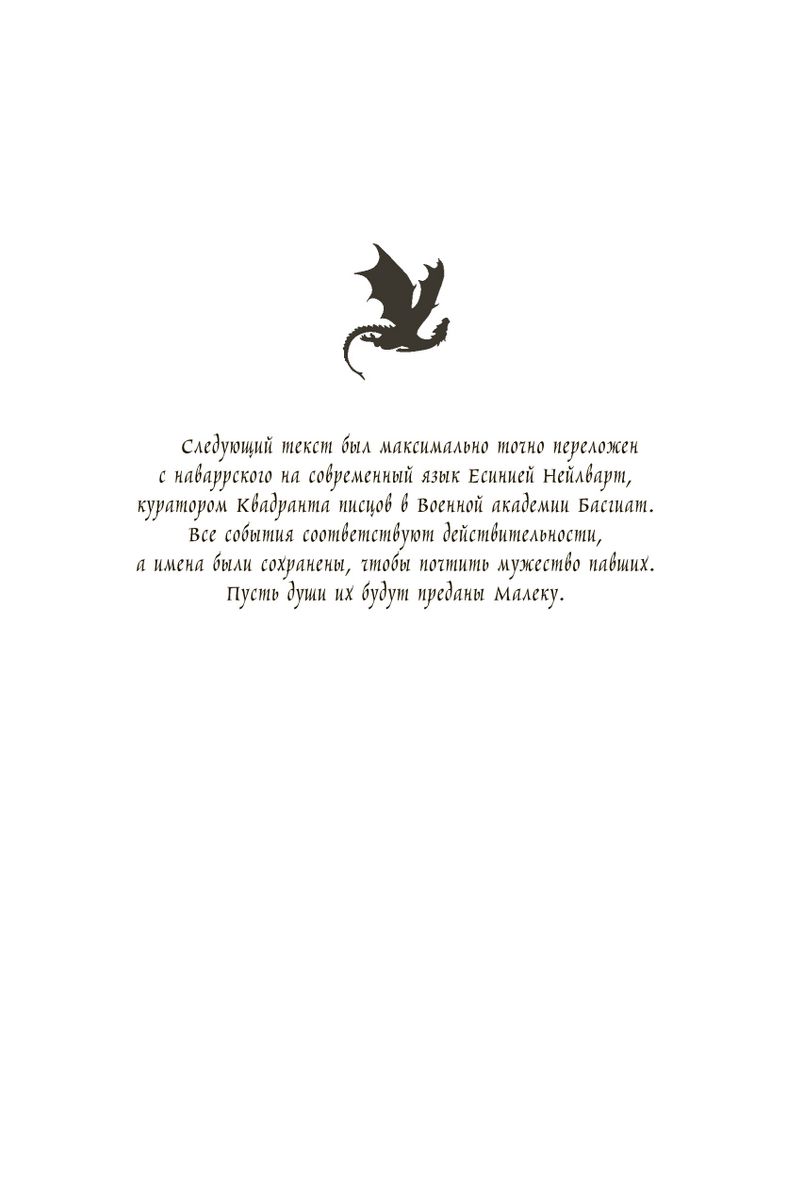 Следующий текст был максимально точно переложен
с наваррского на современный язык Есинией Нейлварт,
куратором Квадранта писцов в Военной академии Басгиат.
Все события соответствуют действительности,
а имена были сохранены, чтобы почтить мужество павших.
Пусть души их будут преданы Малеку.